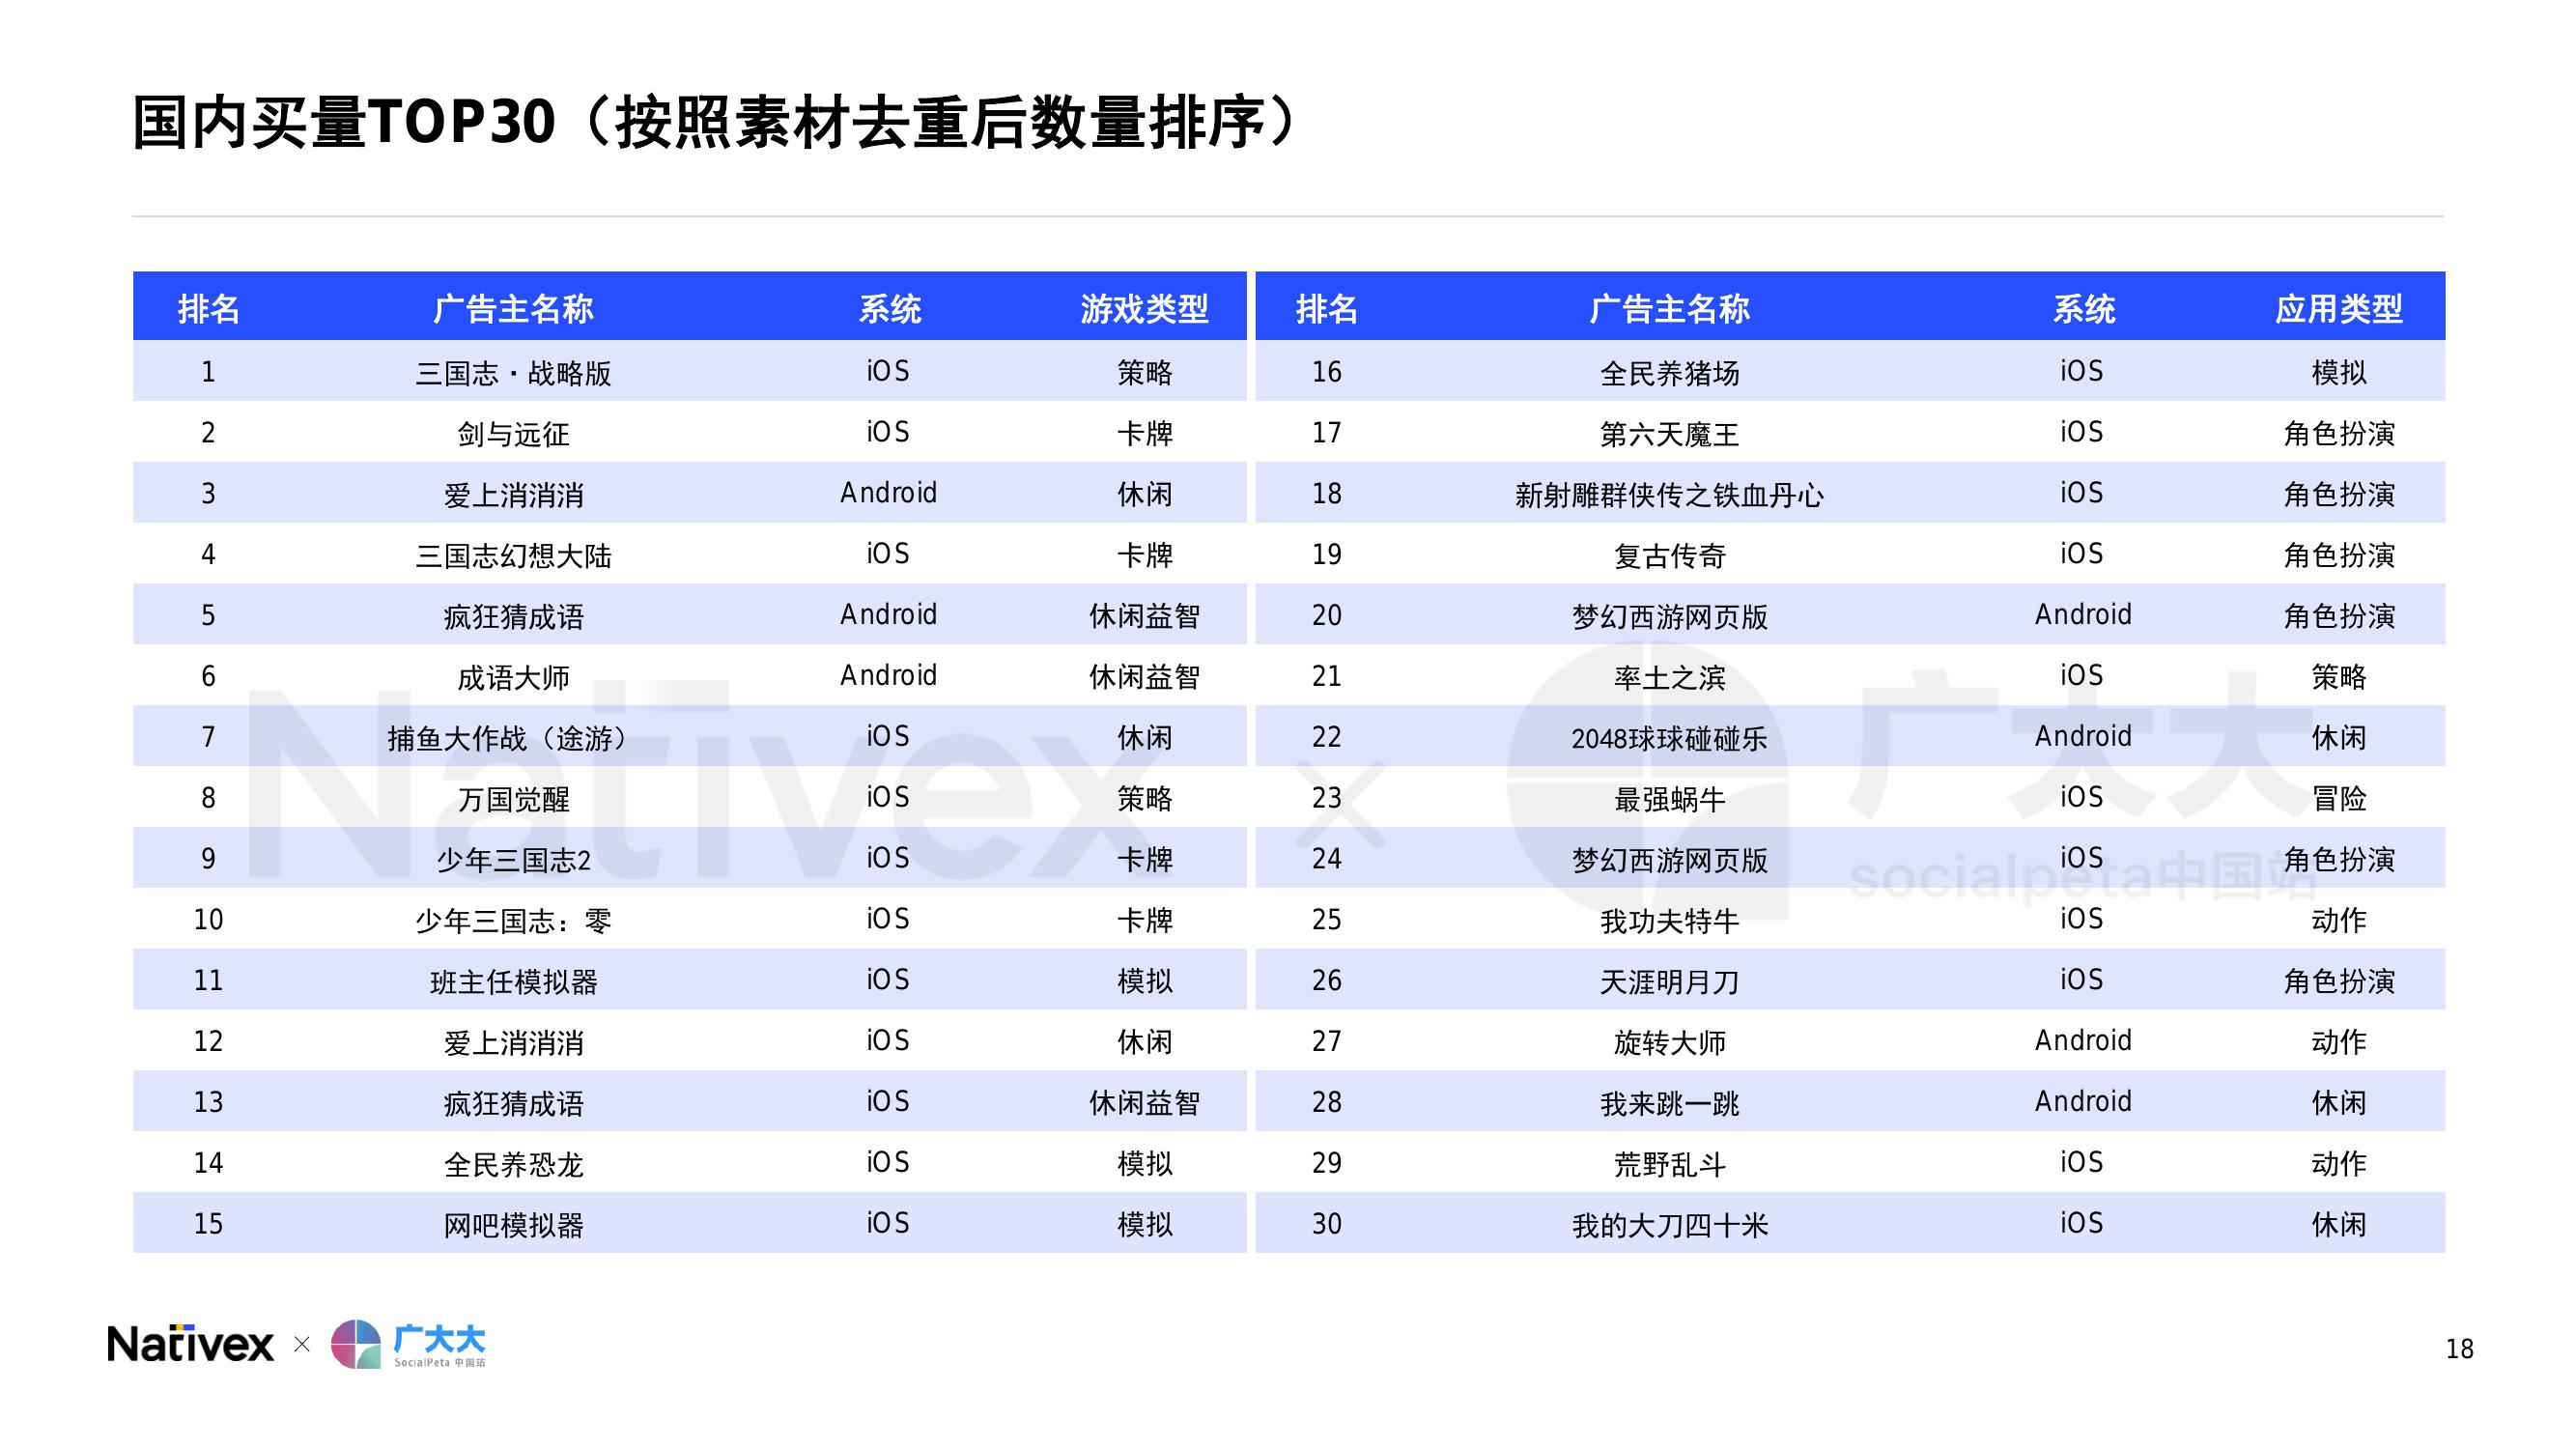 国内买量TOP30（按照素材去重后数量排序）
排名 广告主名称 系统 游戏类型
1 三国志·战略版 iOS 策略
2 剑与远征 iOS 卡牌
3 爱上消消消 Android 休闲
4 三国志幻想大陆 iOS 卡牌
5 疯狂猜成语 Android 休闲益智
6 成语大师 Android 休闲益智
7 捕鱼大作战（途游） iOS 休闲
8 万国觉醒 iOS 策略
9 少年三国志2 iOS 卡牌
10 少年三国志：零 iOS 卡牌
11 班主任模拟器 iOS 模拟
12 爱上消消消 iOS 休闲
13 疯狂猜成语 iOS 休闲益智
14 全民养恐龙 iOS 模拟
15 网吧模拟器 iOS 模拟
排名 广告主名称 系统 应用类型
16 全民养猪场 iOS 模拟
17 第六天魔王 iOS 角色扮演
18 新射雕群侠传之铁血丹心 iOS 角色扮演
19 复古传奇 iOS 角色扮演
20 梦幻西游网页版 Android 角色扮演
21 率土之滨 iOS 策略
22 2048球球碰碰乐 Android 休闲
23 最强蜗牛 iOS 冒险
24 梦幻西游网页版 iOS 角色扮演
25 我功夫特牛 iOS 动作
26 天涯明月刀 iOS 角色扮演
27 旋转大师 Android 动作
28 我来跳一跳 Android 休闲
29 荒野乱斗 iOS 动作
30 我的大刀四十米 iOS 休闲
Nativex × 广大大
socialpeta中国站
Nativex × 广大大
SocialPeta 中国站
18